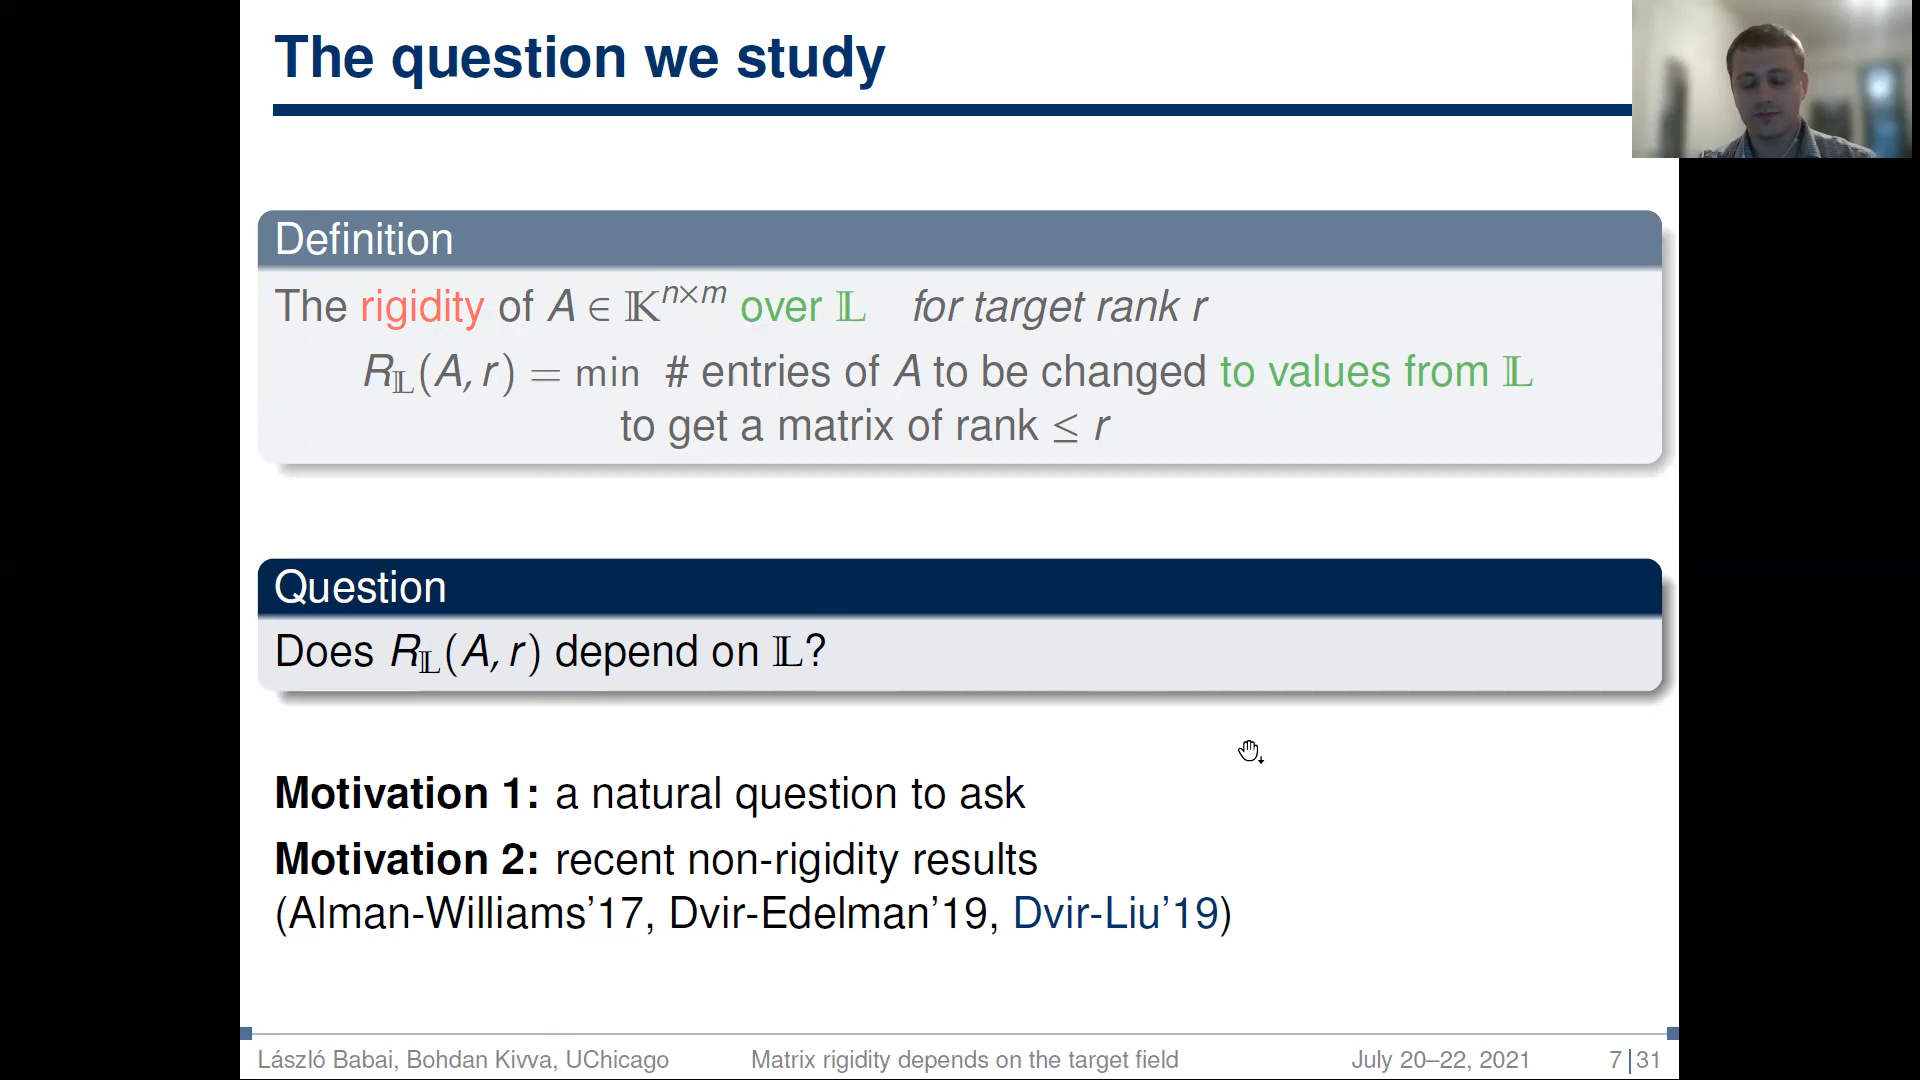 The question we study
Definition
The rigidity of A ∈ 𝕂ⁿˣᵐ over 𝕃 for target rank r
R_𝕃(A, r) = min # entries of A to be changed to values from 𝕃
to get a matrix of rank ≤ r
Question
Does R_𝕃(A, r) depend on 𝕃?
Motivation 1: a natural question to ask
Motivation 2: recent non-rigidity results
(Alman-Williams’17, Dvir-Edelman’19, Dvir-Liu’19)
László Babai, Bohdan Kivva, UChicago Matrix rigidity depends on the target field July 20–22, 2021 7|31